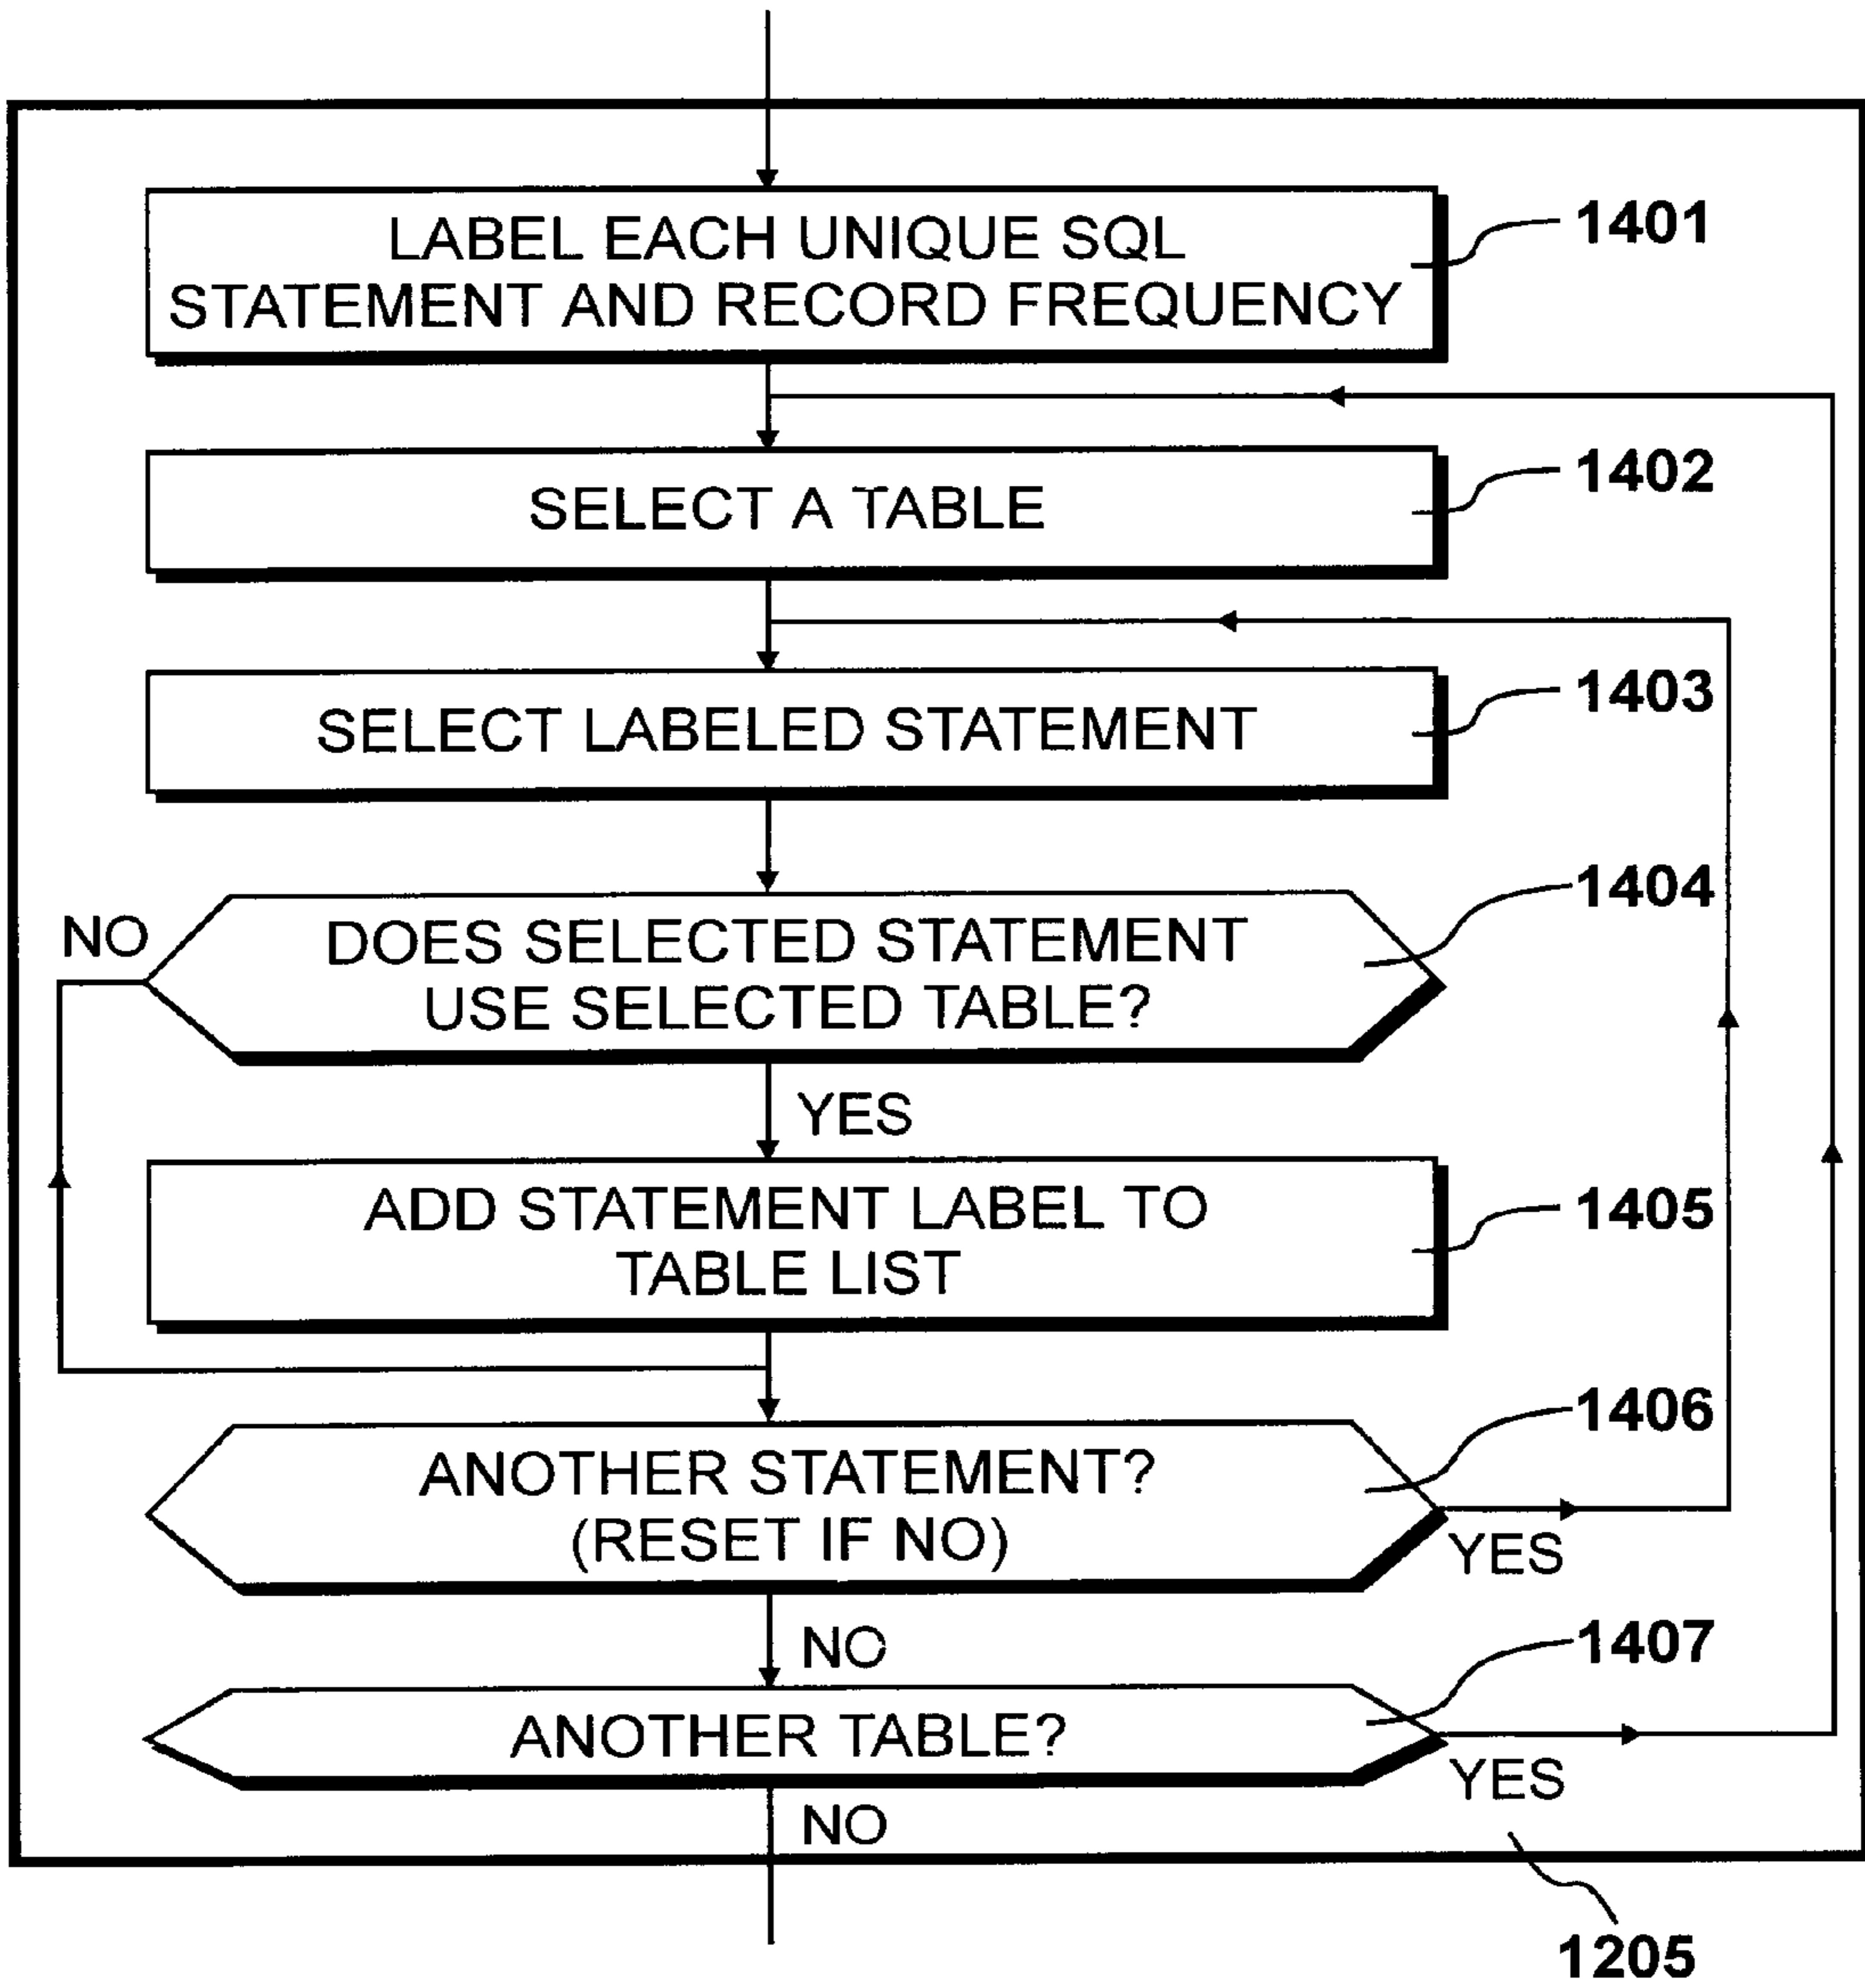 LABEL EACH UNIQUE SQL
STATEMENT AND RECORD FREQUENCY
1401
SELECT A TABLE
1402
SELECT LABELED STATEMENT
1403
DOES SELECTED STATEMENT
USE SELECTED TABLE?
1404
NO
YES
ADD STATEMENT LABEL TO
TABLE LIST
1405
ANOTHER STATEMENT?
(RESET IF NO)
1406
YES
NO
ANOTHER TABLE?
1407
YES
NO
1205